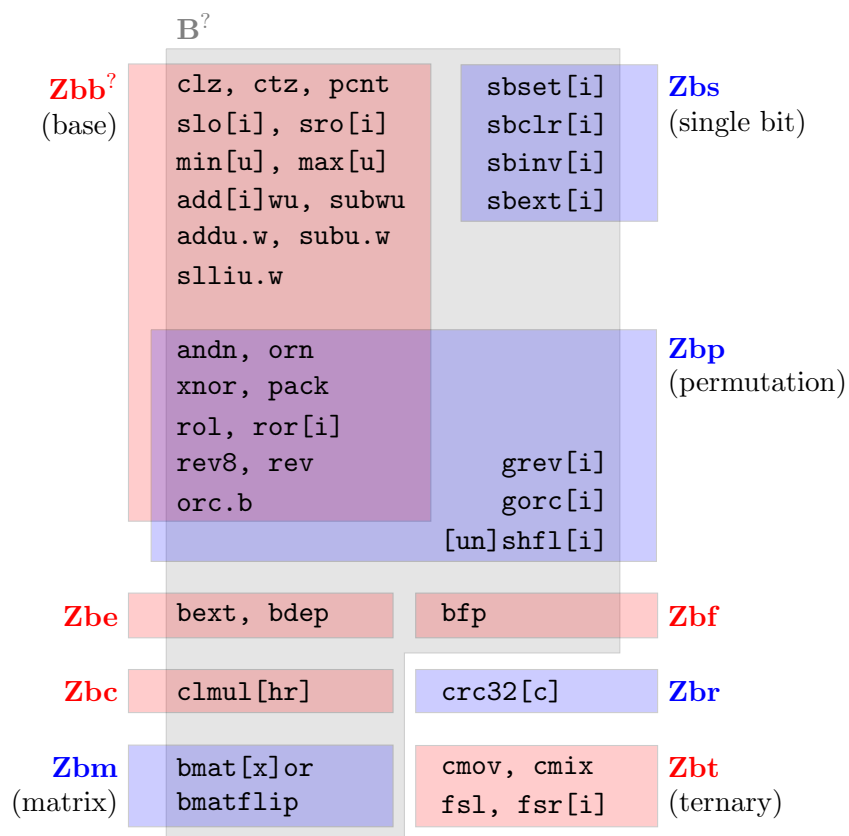 B?
Zbb?
(base)
clz, ctz, pcnt
slo[i], sro[i]
min[u], max[u]
add[i]wu, subwu
addu.w, subu.w
slliu.w
sbset[i]
sbclr[i]
sbinv[i]
sbext[i]
Zbs
(single bit)
andn, orn
xnor, pack
rol, ror[i]
rev8, rev
orc.b
grev[i]
gorc[i]
[un]shfl[i]
Zbp
(permutation)
Zbe
bext, bdep
bfp
Zbf
Zbc
clmul[hr]
crc32[c]
Zbr
Zbm
(matrix)
bmat[x]or
bmatflip
cmov, cmix
fsl, fsr[i]
Zbt
(ternary)